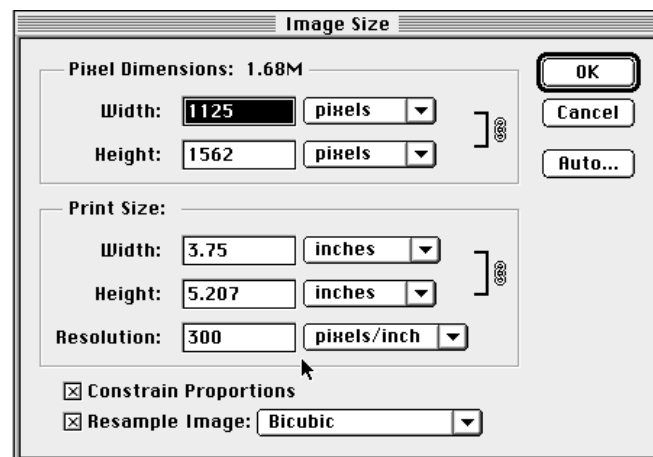 Image Size
Pixel Dimensions: 1.68M
OK
Width: 1125 pixels
Cancel
Height: 1562 pixels
Auto...
Print Size:
Width: 3.75 inches
Height: 5.207 inches
Resolution: 300 pixels/inch
Constrain Proportions
Resample Image: Bicubic